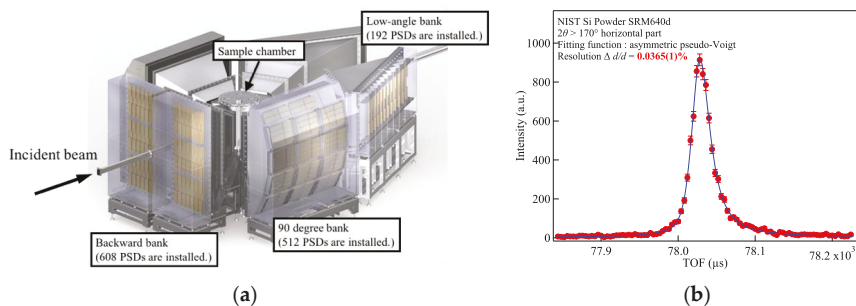 Low-angle bank
(192 PSDs are installed.)
Sample chamber
Incident beam
Backward bank
(608 PSDs are installed.)
90 degree bank
(512 PSDs are installed.)
(a)
NIST Si Powder SRM640d
2θ > 170° horizontal part
Fitting function : asymmetric pseudo-Voigt
Resolution Δ d/d = 0.0365(1)%
Intensity (a.u.)
1000
800
600
400
200
0
77.9
78.0
78.1
78.2 x10³
TOF (μs)
(b)